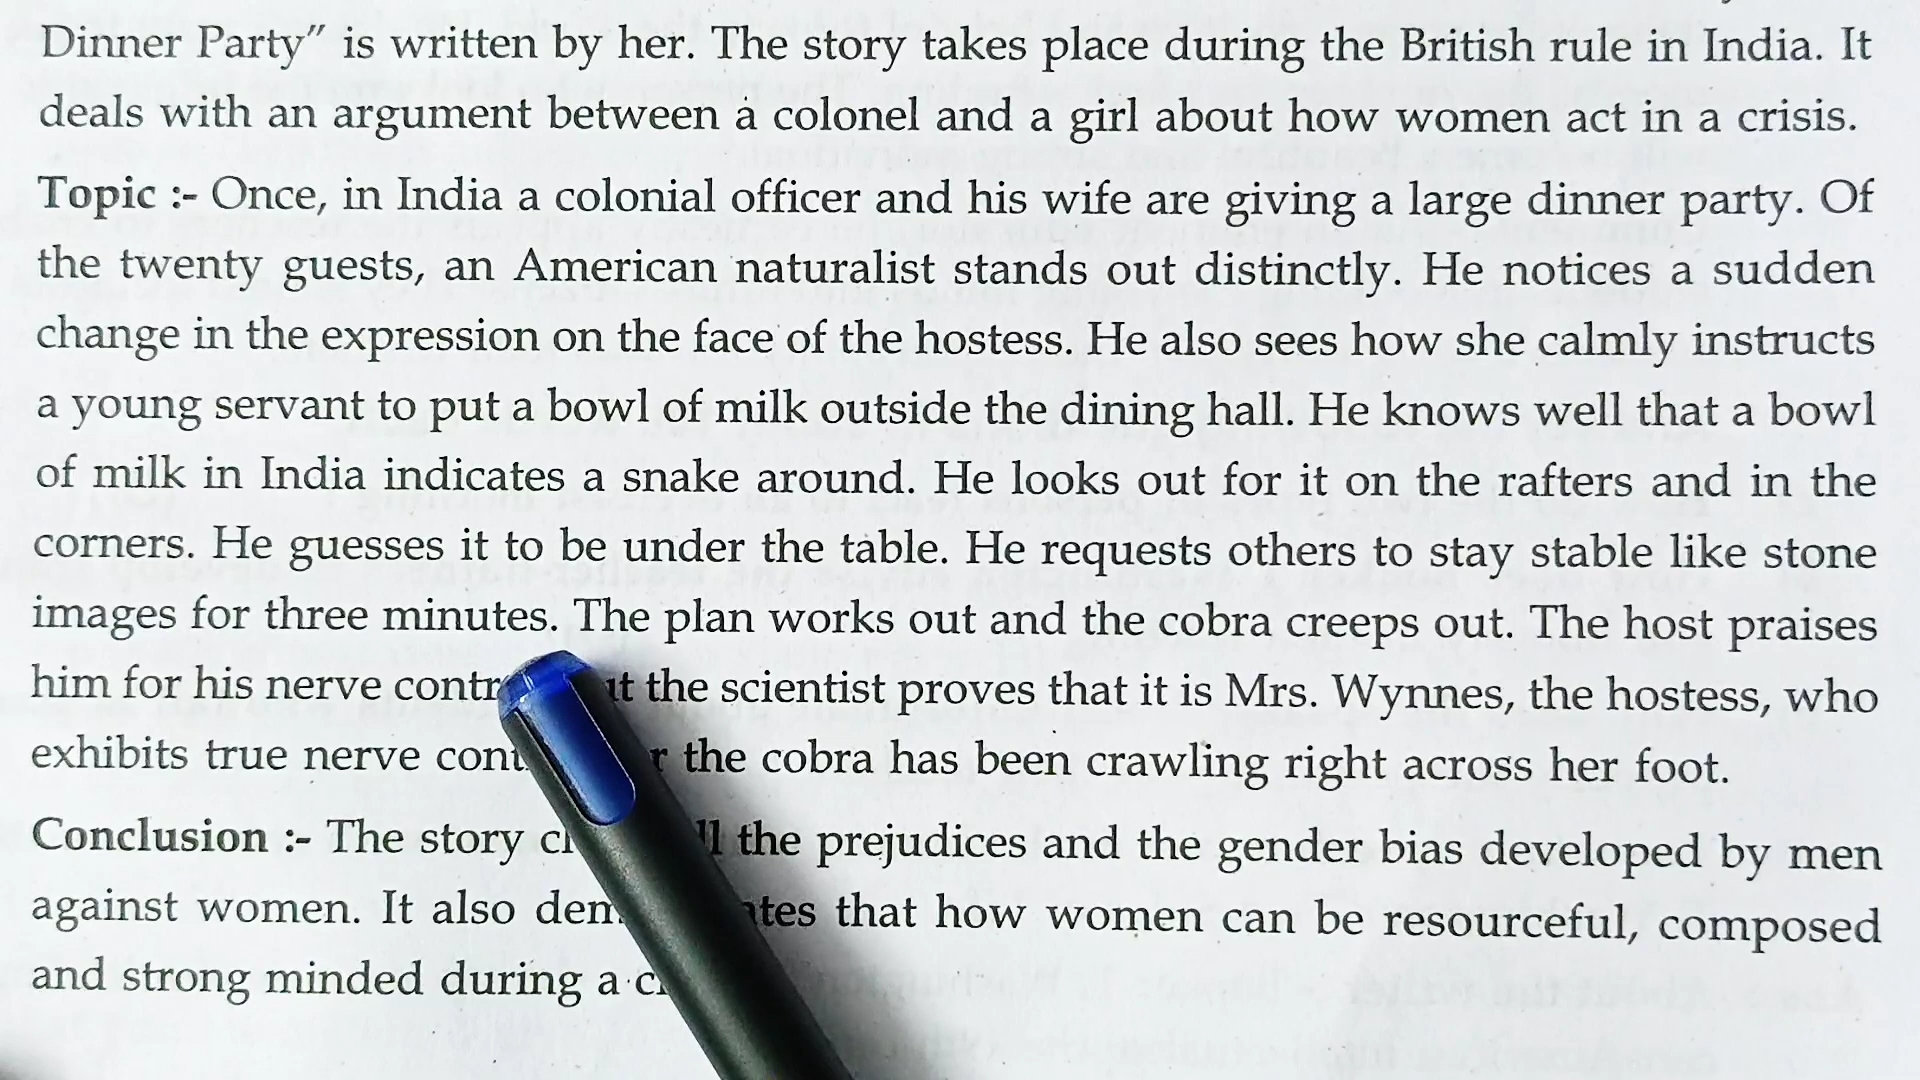 Dinner Party" is written by her. The story takes place during the British rule in India. It
deals with an argument between a colonel and a girl about how women act in a crisis.
Topic :- Once, in India a colonial officer and his wife are giving a large dinner party. Of
the twenty guests, an American naturalist stands out distinctly. He notices a sudden
change in the expression on the face of the hostess. He also sees how she calmly instructs
a young servant to put a bowl of milk outside the dining hall. He knows well that a bowl
of milk in India indicates a snake around. He looks out for it on the rafters and in the
corners. He guesses it to be under the table. He requests others to stay stable like stone
images for three minutes. The plan works out and the cobra creeps out. The host praises
him for his nerve the scientist proves that it is Mrs. Wynnes, the hostess, who
exhibits true nerve the cobra has been crawling right across her foot.
Conclusion :- The story the prejudices and the gender bias developed by men
against women. It also that how women can be resourceful, composed
and strong minded during a